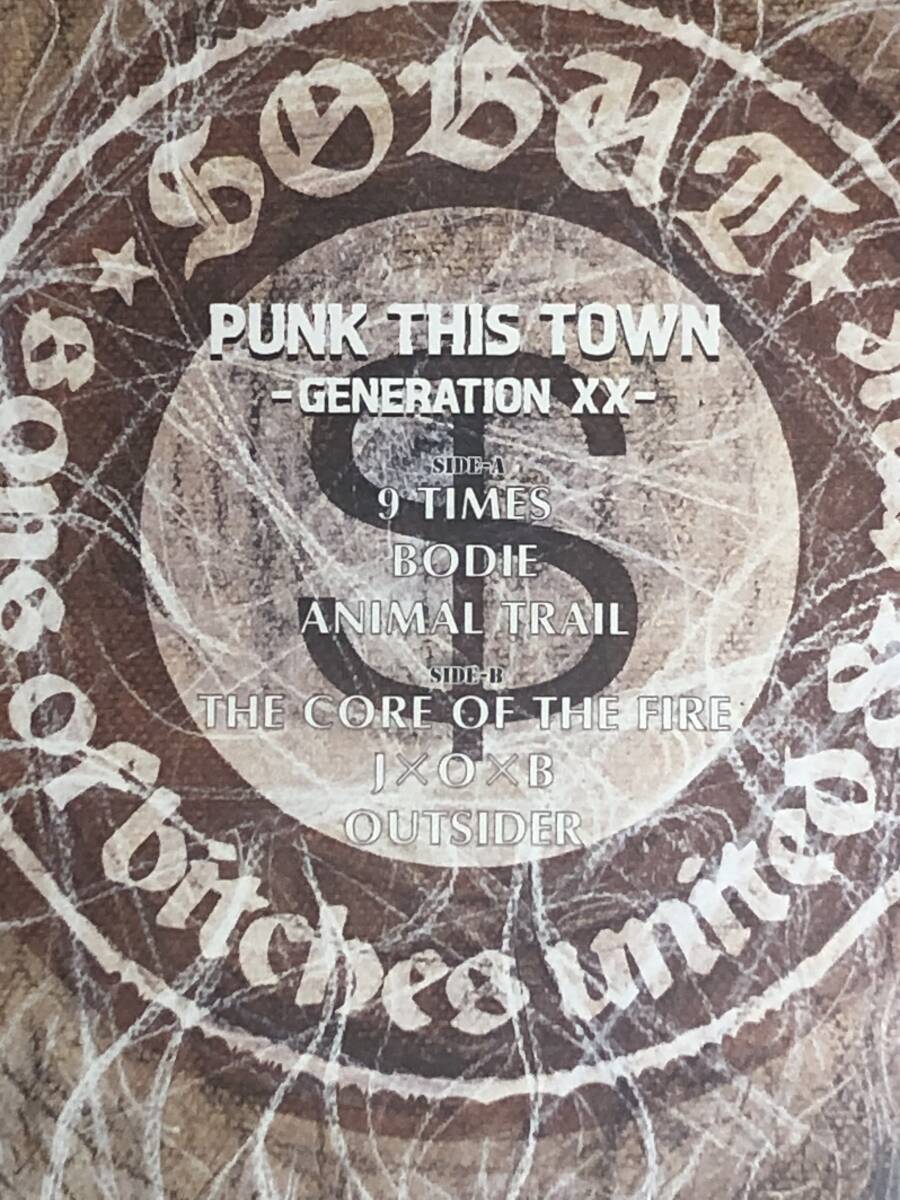 SOBUT
PUNK THIS TOWN
-GENERATION XX-
SIDE-A
9 TIMES
BODIE
ANIMAL TRAIL
SIDE-B
THE CORE OF THE FIRE
J×O×B
OUTSIDER
Sons of bitches united